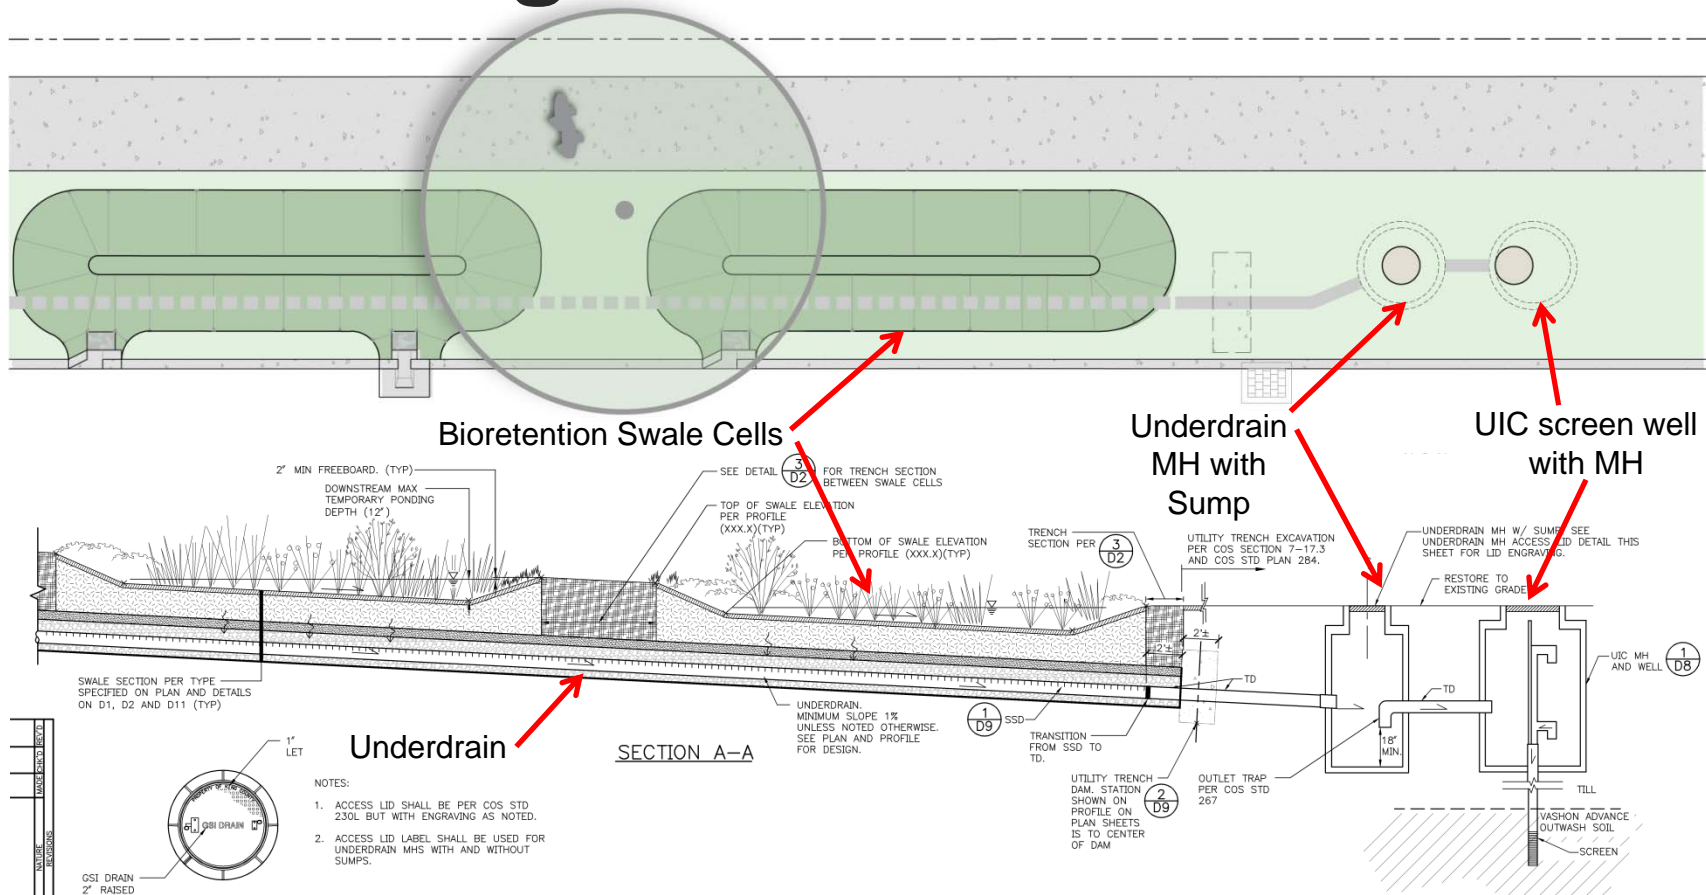 Bioretention Swale Cells
Underdrain
MH with
Sump
UIC screen well
with MH
2" MIN FREEBOARD. (TYP)
DOWNSTREAM MAX
TEMPORARY PONDING
DEPTH (12")
SEE DETAIL 3 D2 FOR TRENCH SECTION
BETWEEN SWALE CELLS
TOP OF SWALE ELEVATION
PER PROFILE
(XXX.X)(TYP)
BOTTOM OF SWALE ELEVATION
PER PROFILE (XXX.X)(TYP)
TRENCH
SECTION PER 3 D2
UTILITY TRENCH EXCAVATION
PER COS SECTION 7-17.3
AND COS STD PLAN 284.
UNDERDRAIN MH W/ SUMP SEE
UNDERDRAIN MH ACCESS LID DETAIL THIS
SHEET FOR LID ENGRAVING.
RESTORE TO
EXISTING GRADE
2'±
2'±
UIC MH
AND WELL 1 D8
TD
TD
SWALE SECTION PER TYPE
SPECIFIED ON PLAN AND DETAILS
ON D1, D2 AND D11 (TYP)
UNDERDRAIN.
MINIMUM SLOPE 1%
UNLESS NOTED OTHERWISE.
SEE PLAN AND PROFILE
FOR DESIGN.
1 D9 SSD
TRANSITION
FROM SSD TO
TD.
18"
MIN.
Underdrain
SECTION A-A
UTILITY TRENCH
DAM. STATION
SHOWN ON
PROFILE ON
PLAN SHEETS
IS TO CENTER
OF DAM
2 D9
OUTLET TRAP
PER COS STD
267
TILL
VASHON ADVANCE
OUTWASH SOIL
SCREEN
1"
LET
NOTES:
1. ACCESS LID SHALL BE PER COS STD
230L BUT WITH ENGRAVING AS NOTED.
2. ACCESS LID LABEL SHALL BE USED FOR
UNDERDRAIN MHS WITH AND WITHOUT
SUMPS.
GSI DRAIN
GSI DRAIN
2" RAISED
MADE CHK'D REV'D
NATURE
REVISIONS